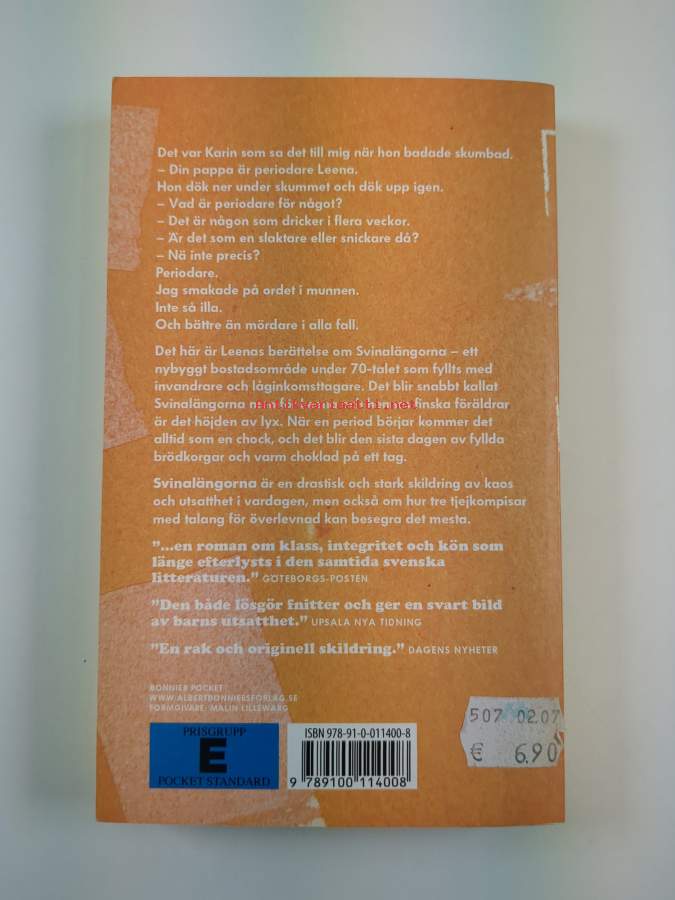 Det var Karin som sa det till mig när hon badade skumbad.
– Din pappa är periodare Leena.
Hon dök ner under skummet och dök upp igen.
– Vad är periodare för något?
– Det är någon som dricker i flera veckor.
– Är det som en slaktare eller snickare då?
– Nä inte precis?
Periodare.
Jag smakade på ordet i munnen.
Inte så illa.
Och bättre än mördare i alla fall.
Det här är Leenas berättelse om Svinalängorna – ett
nybyggt bostadsområde under 70-talet som fyllts med
invandrare och låginkomsttagare. Det blir snabbt kallat
Svinalängorna men för Leena och hennes finska föräldrar
är det höjden av lyx. När en period börjar kommer det
alltid som en chock, och det blir den sista dagen av fyllda
brödkorgar och varm choklad på ett tag.
Svinalängorna är en drastisk och stark skildring av kaos
och utsatthet i vardagen, men också om hur tre tjejkompisar
med talang för överlevnad kan besegra det mesta.
”...en roman om klass, integritet och kön som
länge efterlysts i den samtida svenska
litteraturen.” GÖTEBORGS-POSTEN
”Den både lösgör fnitter och ger en svart bild
av barns utsatthet.” UPSALA NYA TIDNING
”En rak och originell skildring.” DAGENS NYHETER
BONNIER POCKET
WWW.ALBERTBONNIERSFORLAG.SE
FORMGIVARE: MALIN LILLEWARG
PRISGRUPP
E
POCKET STANDARD
ISBN 978-91-0-011400-8
9 789100 114008
507 02.07
€ 6.90
Antikvariaatti.net